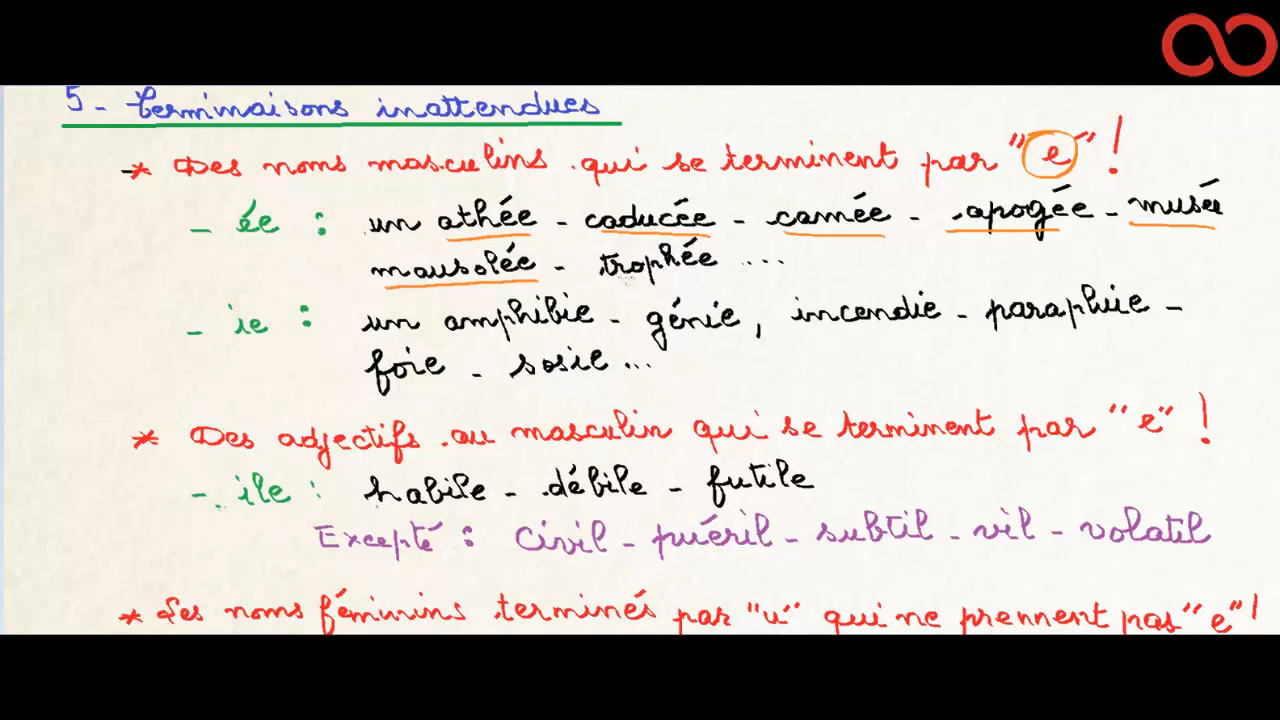 5 - Terminaisons inattendues
* Des noms masculins qui se terminent par "e" !
- ée : un athée - caducée - camée - apogée - musée
mausolée - trophée ...
- ie : un amphibie - génie, incendie - parapluie -
foie - sosie ...
* Des adjectifs au masculin qui se terminent par "e" !
- ile : habile - débile - futile
Excepté : civil - puéril - subtil - vil - volatil
* Les noms féminins terminés par "u" qui ne prennent pas "e" !